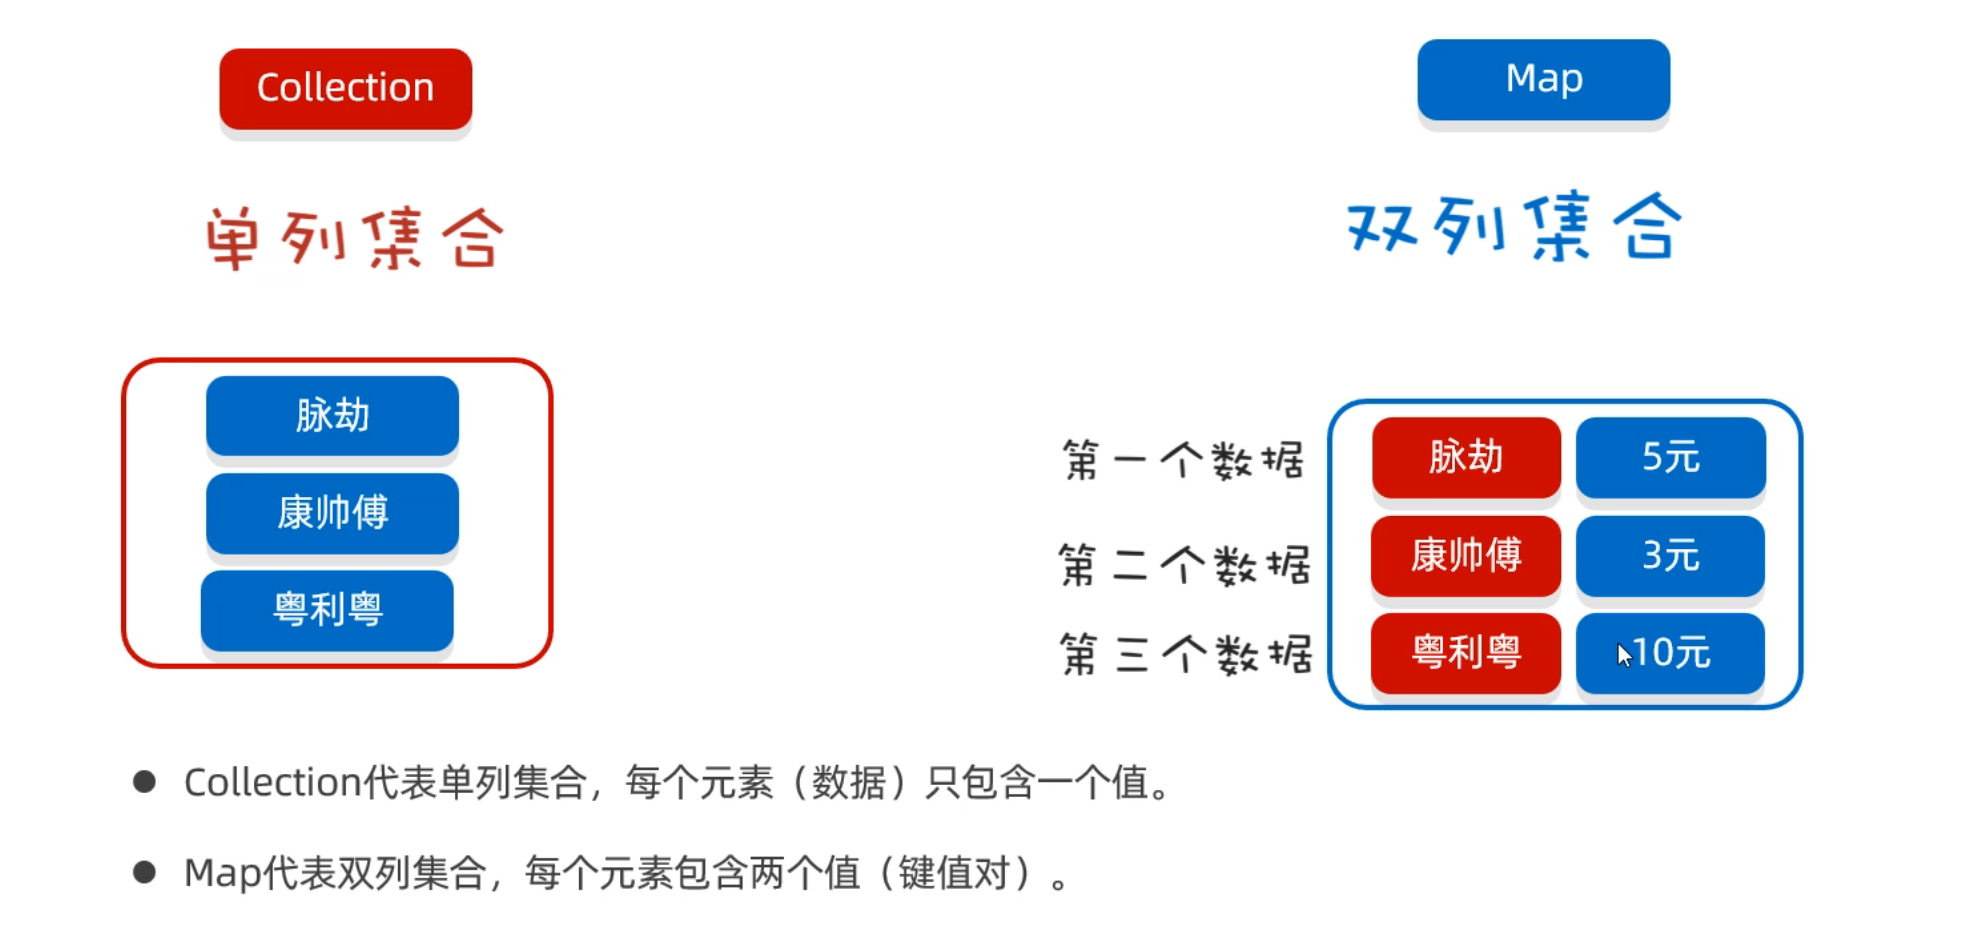 Collection
Map
单列集合
双列集合
脉劫
康帅傅
粤利粤
第一个数据 脉劫 5元
第二个数据 康帅傅 3元
第三个数据 粤利粤 10元
Collection代表单列集合，每个元素（数据）只包含一个值。
Map代表双列集合，每个元素包含两个值（键值对）。